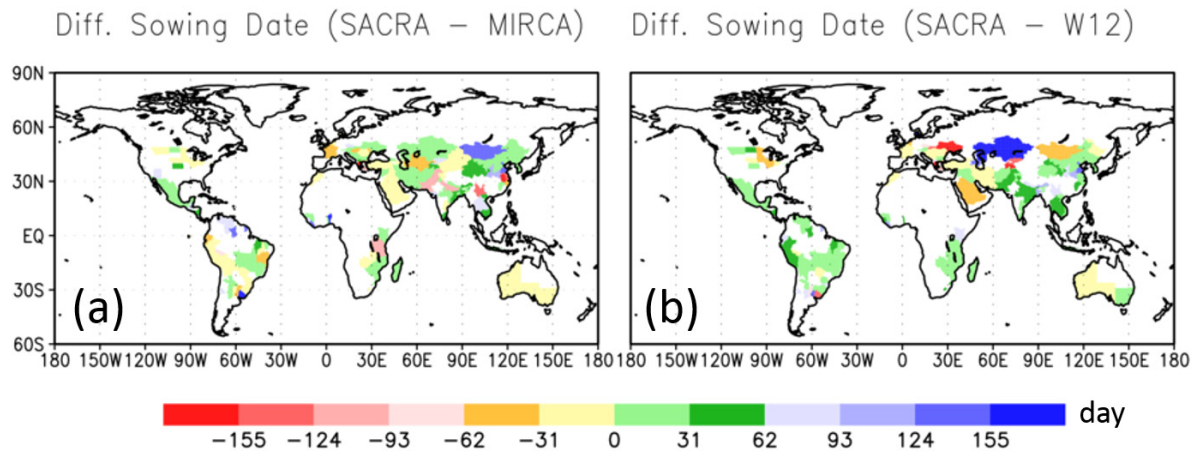 Diff. Sowing Date (SACRA – MIRCA)
Diff. Sowing Date (SACRA – W12)
90N
60N
30N
EQ
30S
60S
(a)
(b)
180 150W 120W 90W 60W 30W 0 30E 60E 90E 120E 150E 180
180 150W 120W 90W 60W 30W 0 30E 60E 90E 120E 150E 180
day
−155 −124 −93 −62 −31 0 31 62 93 124 155